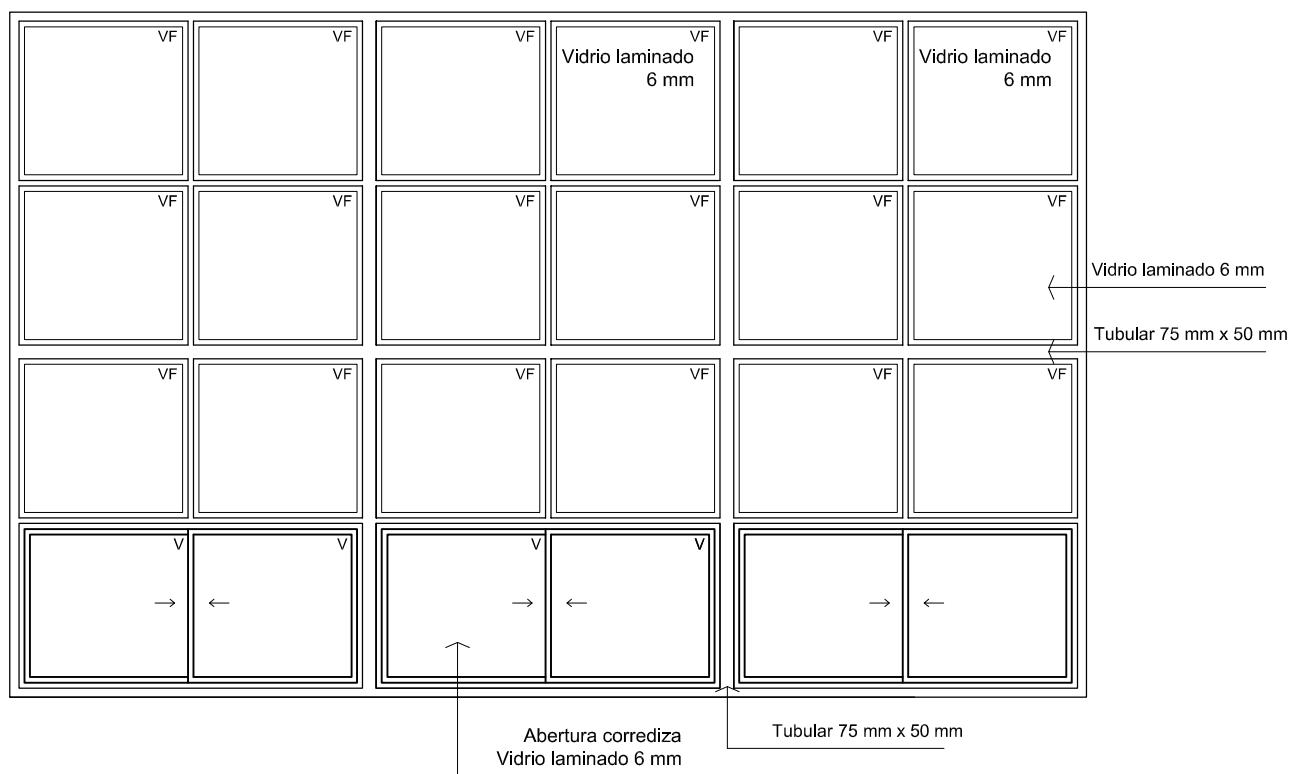 VF VF VF VF VF VF
Vidrio laminado
6 mm
Vidrio laminado
6 mm
VF VF VF VF VF VF
Vidrio laminado 6 mm
Tubular 75 mm x 50 mm
VF VF VF VF VF VF
V V V V
Abertura corrediza
Vidrio laminado 6 mm
Tubular 75 mm x 50 mm